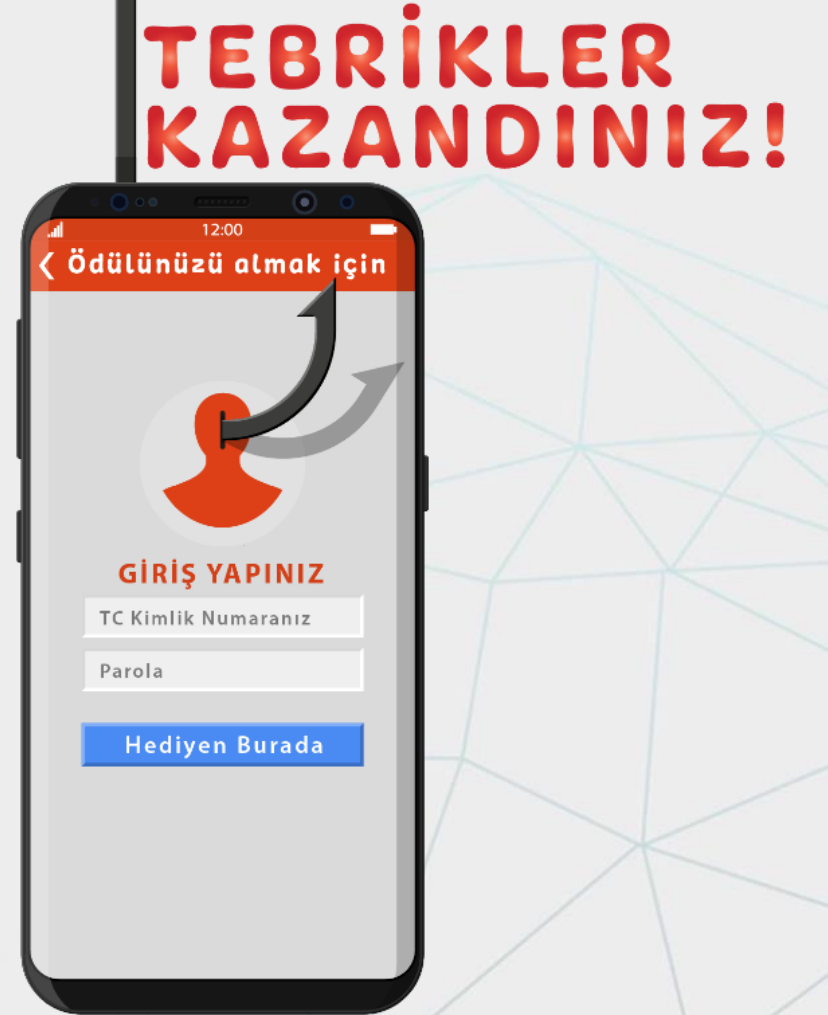 TEBRİKLER
KAZANDINIZ!
12:00
Ödülünüzü almak için
GİRİŞ YAPINIZ
TC Kimlik Numaranız
Parola
Hediyen Burada